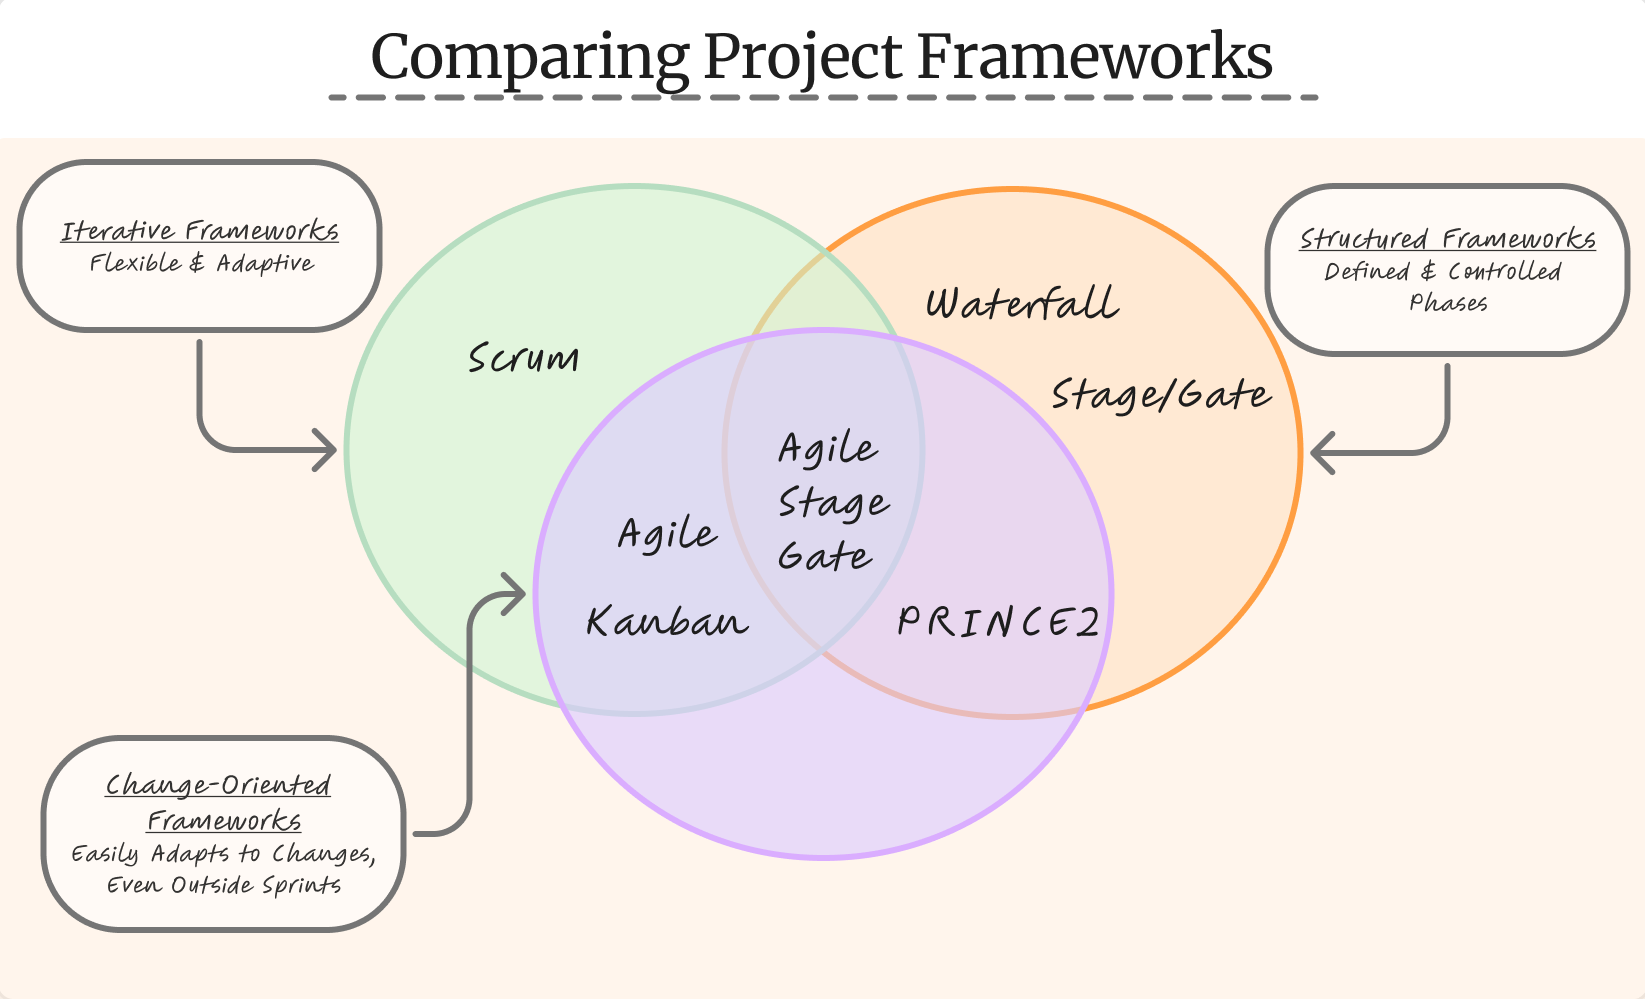 Comparing Project Frameworks
Iterative Frameworks
Flexible & Adaptive
Structured Frameworks
Defined & Controlled
Phases
Waterfall
Scrum
Stage/Gate
Agile
Stage
Gate
Agile
Kanban
PRINCE2
Change-Oriented
Frameworks
Easily Adapts to Changes,
Even Outside Sprints